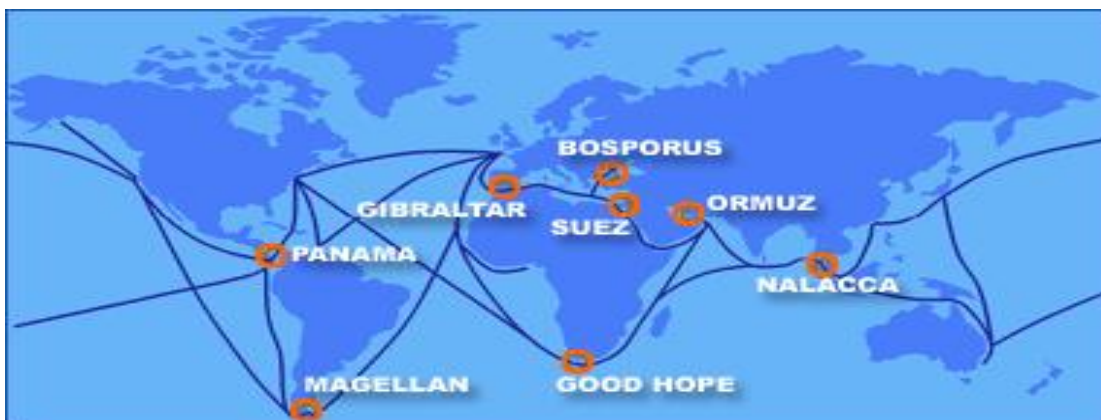 BOSPORUS
GIBRALTAR
SUEZ
ORMUZ
PANAMA
NALACCA
MAGELLAN
GOOD HOPE